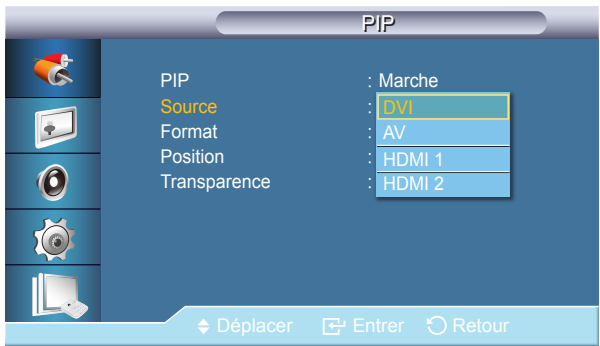 PIP
PIP : Marche
Source : DVI
Format : AV
Position : HDMI 1
Transparence : HDMI 2
Déplacer Entrer Retour